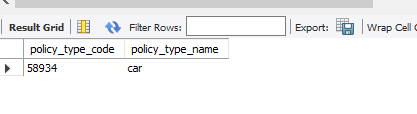 Result Grid Filter Rows: Export: Wrap Cell C
policy_type_code policy_type_name
58934 car